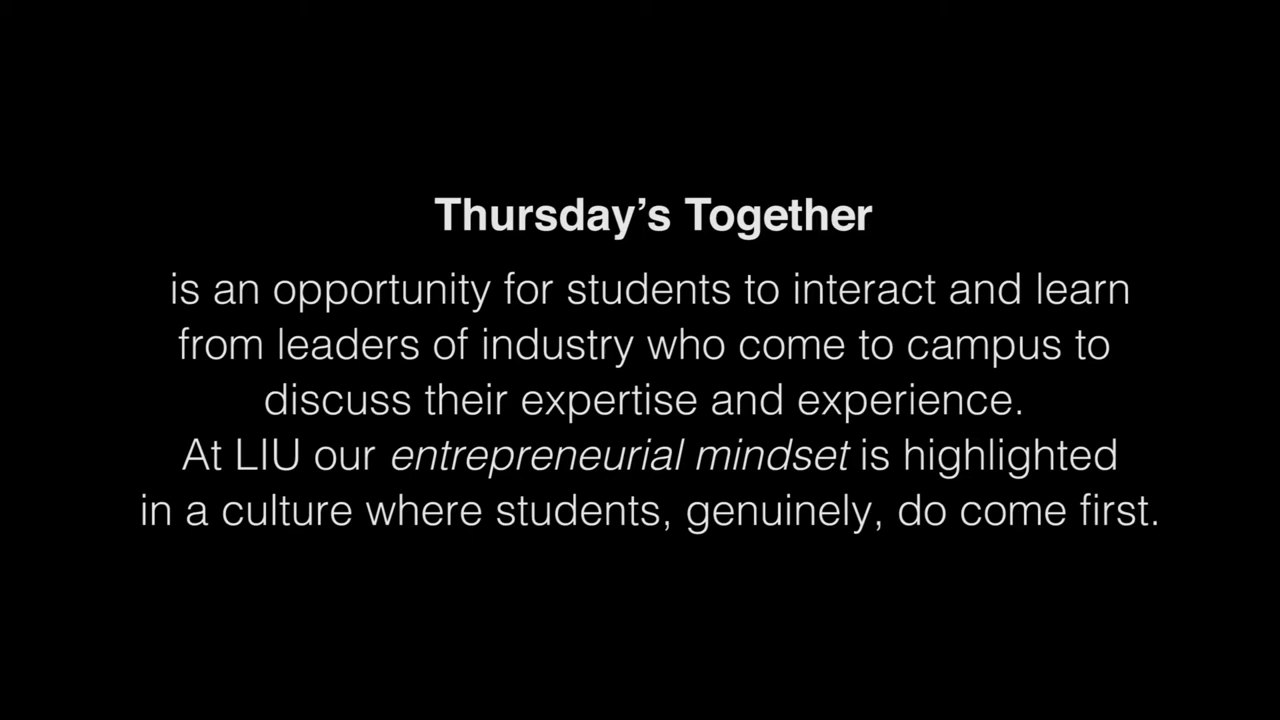 Thursday’s Together
is an opportunity for students to interact and learn
from leaders of industry who come to campus to
discuss their expertise and experience.
At LIU our entrepreneurial mindset is highlighted
in a culture where students, genuinely, do come first.